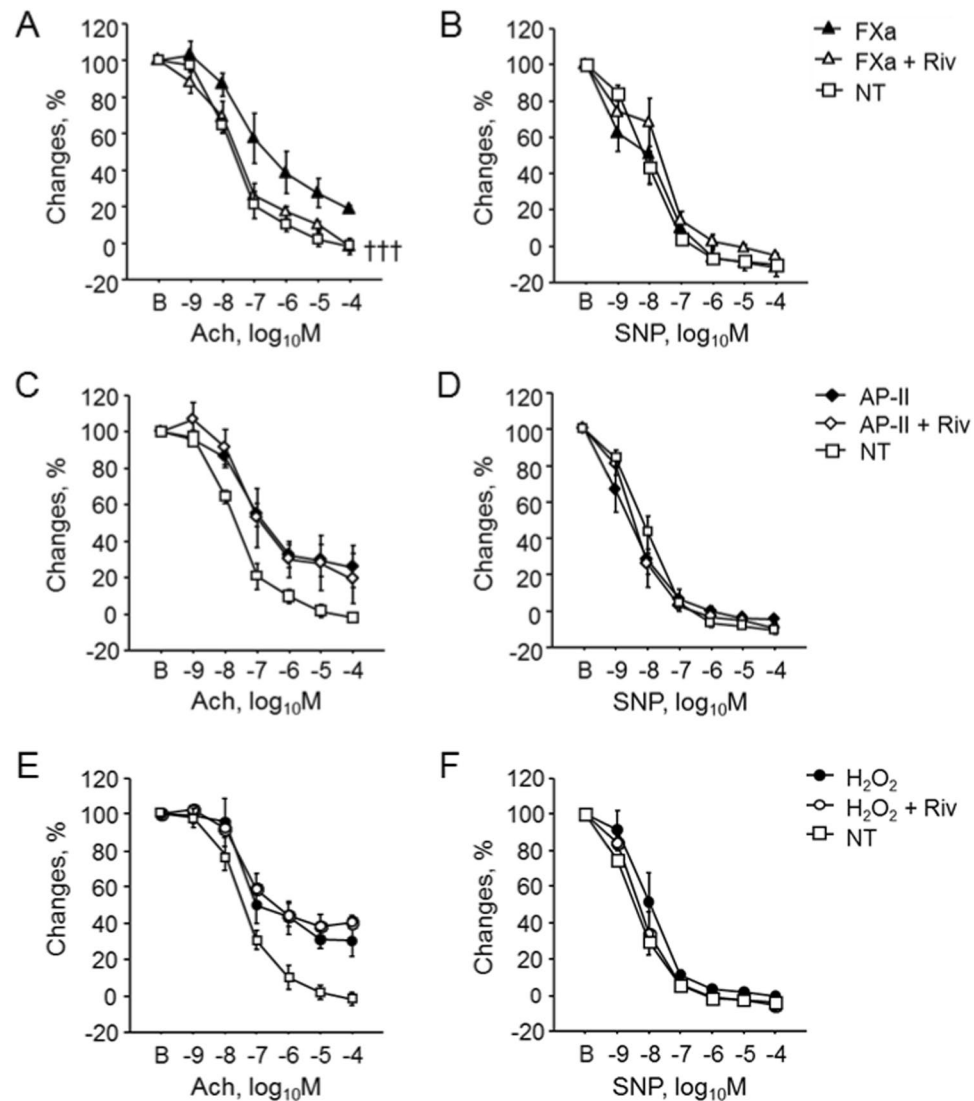 A
120
100
80
60
40
20
0
-20
Changes, %
†††
B -9 -8 -7 -6 -5 -4
Ach, log₁₀M
B
120
100
80
60
40
20
0
-20
Changes, %
B -9 -8 -7 -6 -5 -4
SNP, log₁₀M
FXa
FXa + Riv
NT
C
120
100
80
60
40
20
0
-20
Changes, %
B -9 -8 -7 -6 -5 -4
Ach, log₁₀M
D
120
100
80
60
40
20
0
-20
Changes, %
B -9 -8 -7 -6 -5 -4
SNP, log₁₀M
AP-II
AP-II + Riv
NT
E
120
100
80
60
40
20
0
-20
Changes, %
B -9 -8 -7 -6 -5 -4
Ach, log₁₀M
F
120
100
80
60
40
20
0
-20
Changes, %
B -9 -8 -7 -6 -5 -4
SNP, log₁₀M
H₂O₂
H₂O₂ + Riv
NT